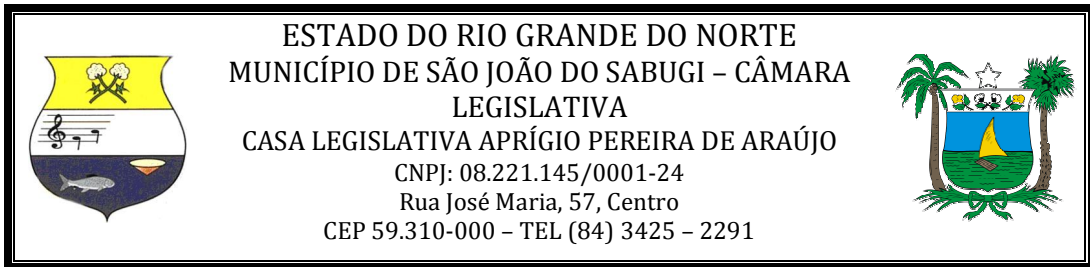 ESTADO DO RIO GRANDE DO NORTE
MUNICÍPIO DE SÃO JOÃO DO SABUGI – CÂMARA
LEGISLATIVA
CASA LEGISLATIVA APRÍGIO PEREIRA DE ARAÚJO
CNPJ: 08.221.145/0001-24
Rua José Maria, 57, Centro
CEP 59.310-000 – TEL (84) 3425 – 2291